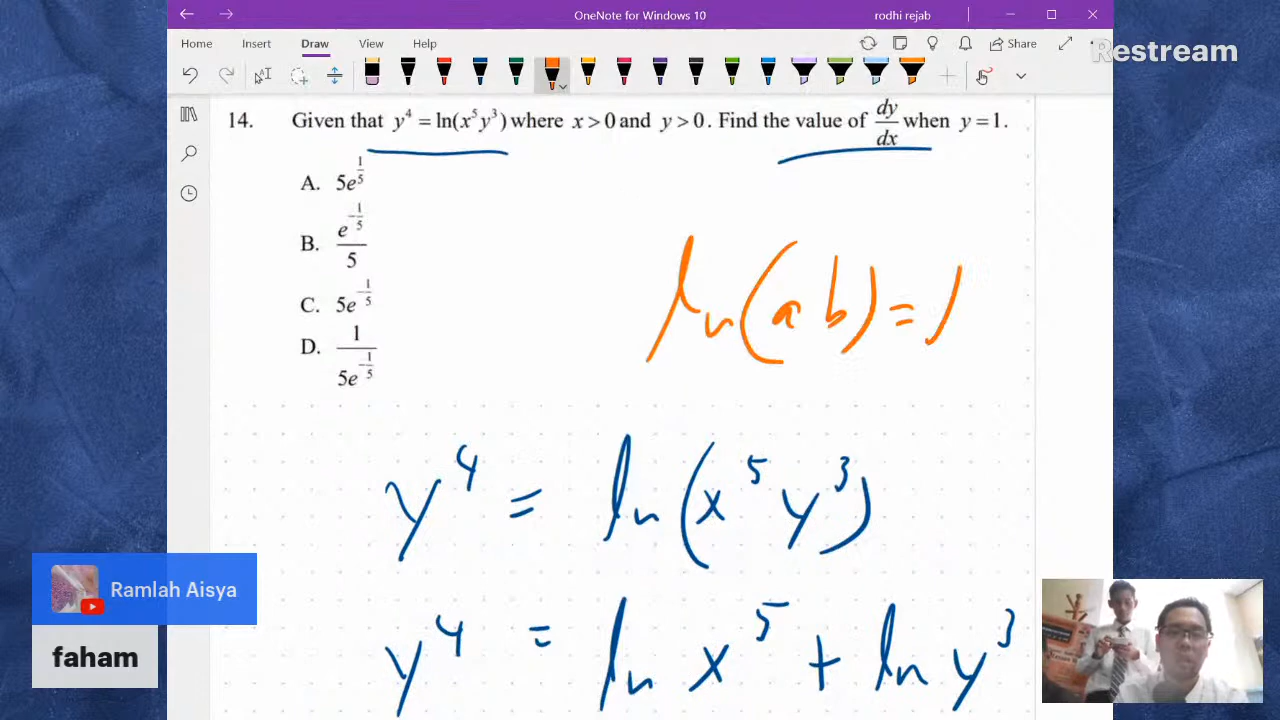 OneNote for Windows 10
rodhi rejab
Home Insert Draw View Help
Share
Restream
14. Given that y⁴ = ln(x⁵y³) where x > 0 and y > 0. Find the value of dy/dx when y = 1.
A. 5e^(1/5)
B. e^(-1/5)/5
C. 5e^(-1/5)
D. 1/(5e^(-1/5))
ln(ab) = l
y⁴ = ln(x⁵y³)
y⁴ = ln x⁵ + ln y³
Ramlah Aisya
faham